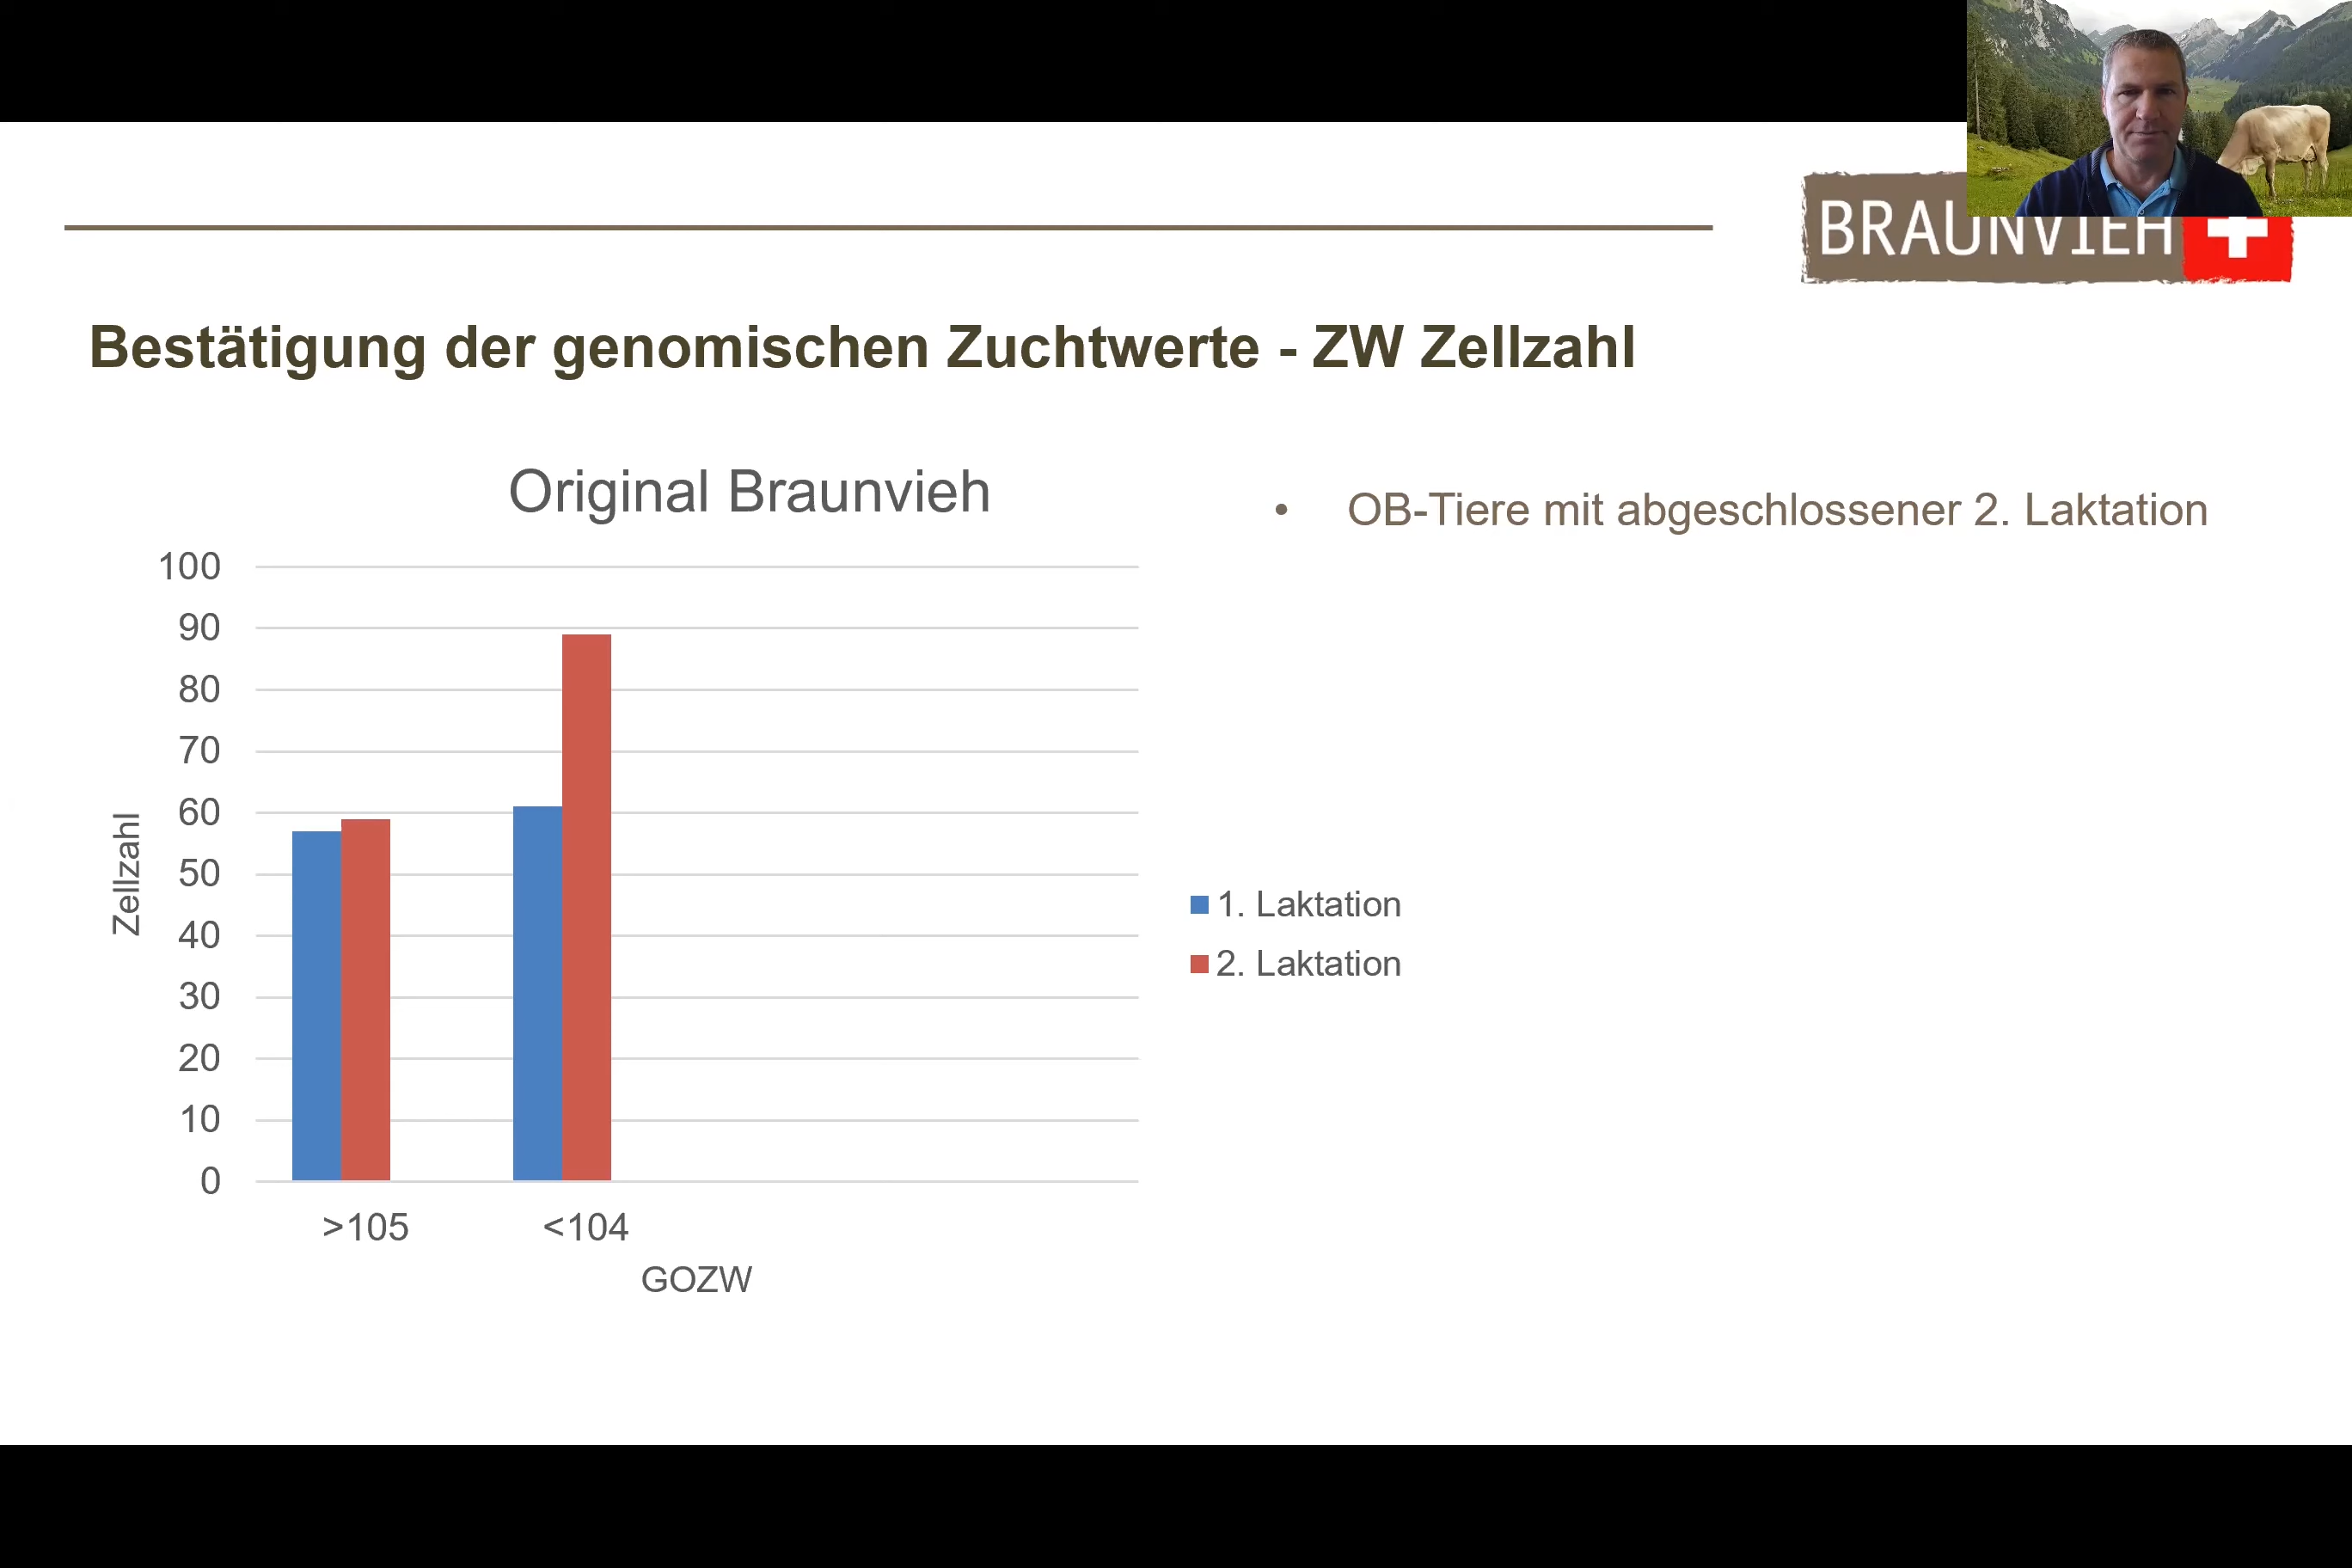 BRAUNVIEH
Bestätigung der genomischen Zuchtwerte - ZW Zellzahl
Original Braunvieh
• OB-Tiere mit abgeschlossener 2. Laktation
100
90
80
70
60
50
40
30
20
10
0
Zellzahl
1. Laktation
2. Laktation
>105
<104
GOZW